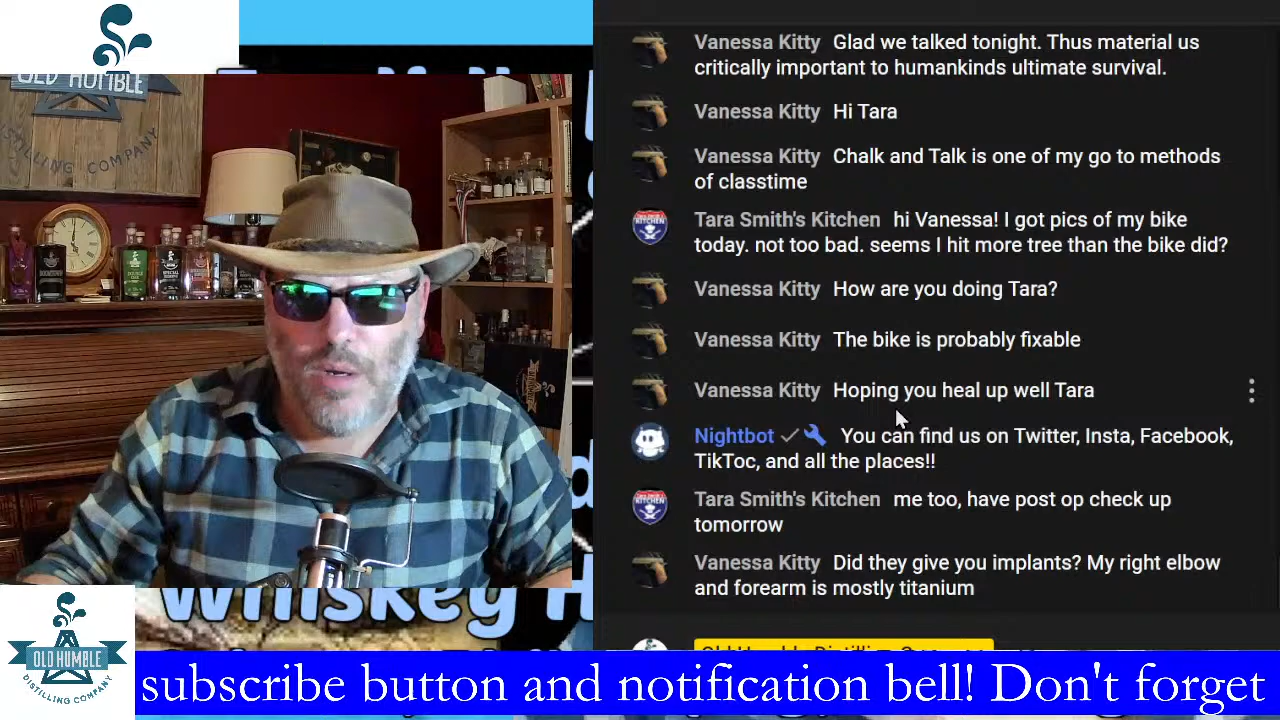 OLD HUMBLE
DISTILLING COMPANY
Vanessa Kitty Glad we talked tonight. Thus material us
critically important to humankinds ultimate survival.
Vanessa Kitty Hi Tara
Vanessa Kitty Chalk and Talk is one of my go to methods
of classtime
Tara Smith's Kitchen hi Vanessa! I got pics of my bike
today. not too bad. seems I hit more tree than the bike did?
Vanessa Kitty How are you doing Tara?
Vanessa Kitty The bike is probably fixable
Vanessa Kitty Hoping you heal up well Tara
Nightbot You can find us on Twitter, Insta, Facebook,
TikToc, and all the places!!
Tara Smith's Kitchen me too, have post op check up
tomorrow
Vanessa Kitty Did they give you implants? My right elbow
and forearm is mostly titanium
Whiskey H
OLD HUMBLE
DISTILLING COMPANY
subscribe button and notification bell! Don't forget